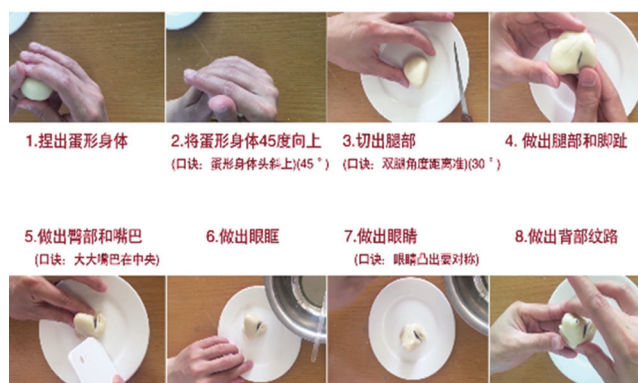 1.捏出蛋形身体
2.将蛋形身体45度向上
(口诀：蛋形身体头斜上)(45°)
3.切出腿部
(口诀：双腿角度距离准)(30°)
4. 做出腿部和脚趾
5.做出臀部和嘴巴
(口诀：大大嘴巴在中央)
6.做出眼眶
7.做出眼睛
(口诀：眼睛凸出要对称)
8.做出背部纹路